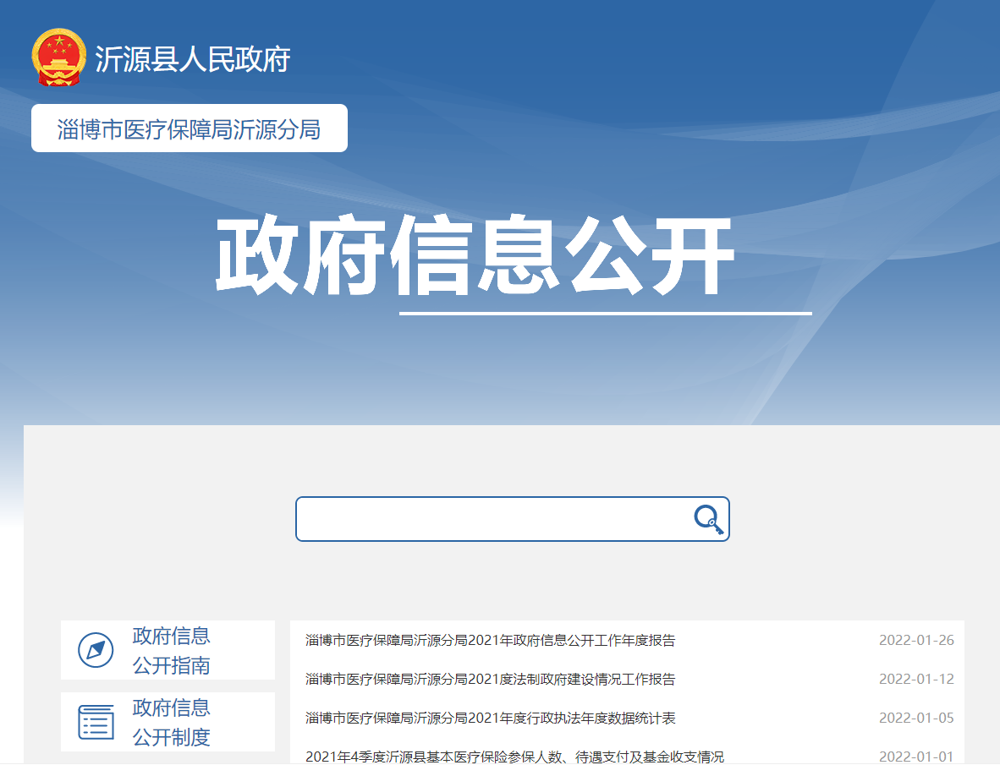 沂源县人民政府
淄博市医疗保障局沂源分局
政府信息公开
政府信息
公开指南
政府信息
公开制度
淄博市医疗保障局沂源分局2021年政府信息公开工作年度报告 2022-01-26
淄博市医疗保障局沂源分局2021度法制政府建设情况工作报告 2022-01-12
淄博市医疗保障局沂源分局2021年度行政执法年度数据统计表 2022-01-05
2021年4季度沂源县基本医疗保险参保人数、待遇支付及基金收支情况 2022-01-01